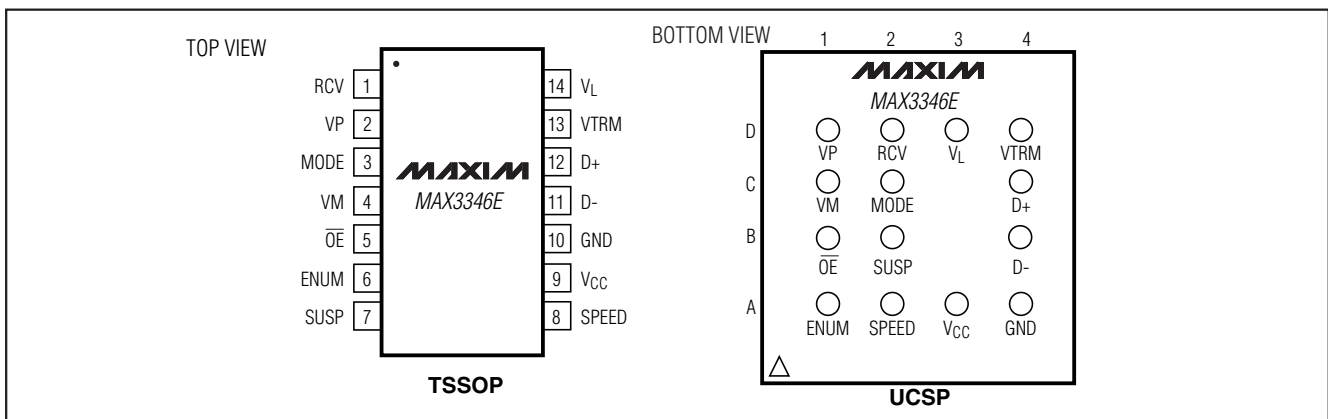 TOP VIEW
RCV 1 14 VL
VP 2 13 VTRM
MODE 3 12 D+
VM 4 11 D-
OE 5 10 GND
ENUM 6 9 VCC
SUSP 7 8 SPEED
MAXIM
MAX3346E
TSSOP
BOTTOM VIEW
1 2 3 4
MAXIM
MAX3346E
D
VP RCV VL VTRM
C
VM MODE D+
B
OE SUSP D-
A
ENUM SPEED VCC GND
UCSP